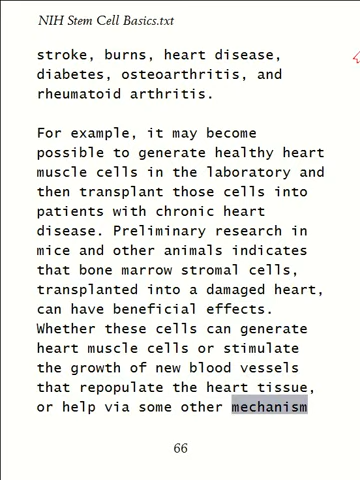 NIH Stem Cell Basics.txt
stroke, burns, heart disease,
diabetes, osteoarthritis, and
rheumatoid arthritis.
For example, it may become
possible to generate healthy heart
muscle cells in the laboratory and
then transplant those cells into
patients with chronic heart
disease. Preliminary research in
mice and other animals indicates
that bone marrow stromal cells,
transplanted into a damaged heart,
can have beneficial effects.
Whether these cells can generate
heart muscle cells or stimulate
the growth of new blood vessels
that repopulate the heart tissue,
or help via some other mechanism
66